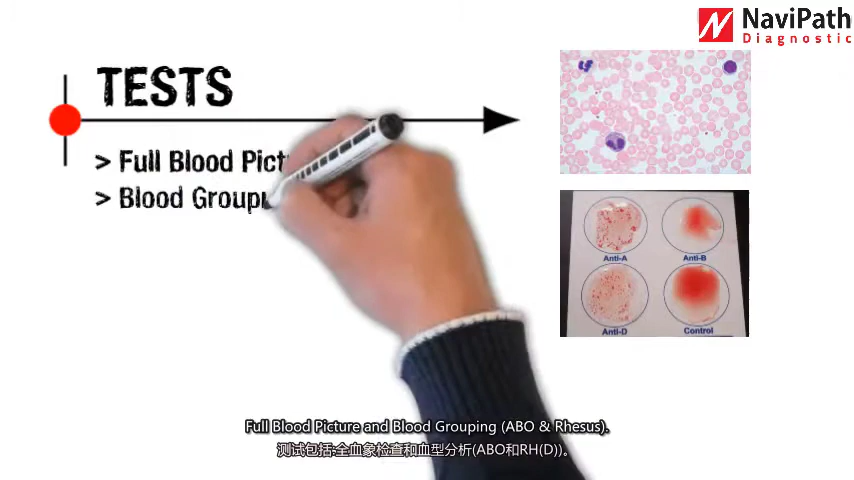 NaviPath
Diagnostic
TESTS
> Full Blood Pict
> Blood Group
Anti-A
Anti-B
Anti-D
Control
Full Blood Picture and Blood Grouping (ABO & Rhesus).
测试包括:全血象检查和血型分析(ABO和RH(D))。